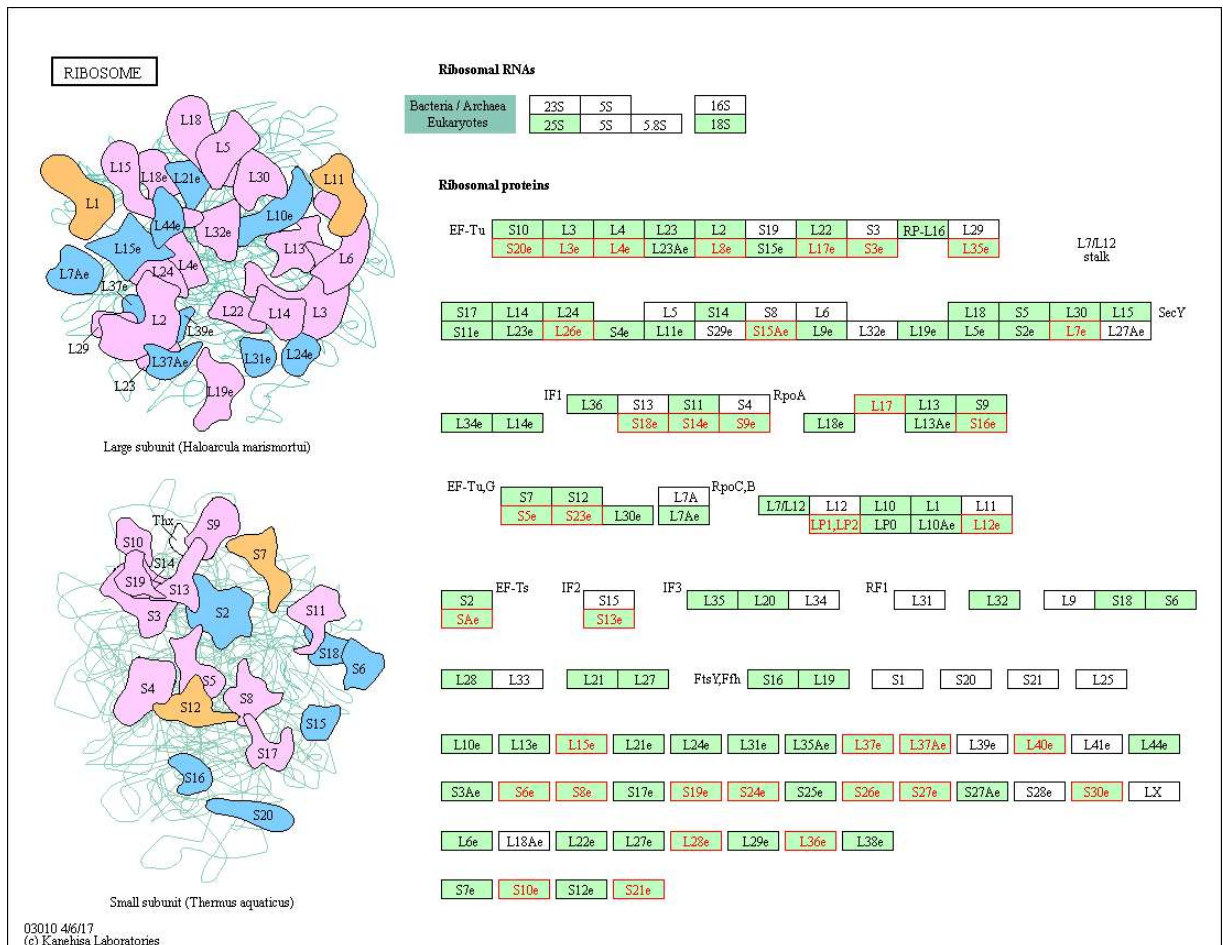 RIBOSOME
L18
L5
L15
L18e
L21e
L30
L11
L1
L10e
L44e
L32e
L15e
L13
L6
L7Ae
L4e
L24
L37e
L2
L22
L14
L3
L39e
L29
L37Ae
L31e
L24e
L23
L19e
Large subunit (Haloarcula marismortui)
Thx
S9
S10
S14
S7
S19
S13
S3
S2
S11
S18
S6
S4
S5
S8
S12
S15
S17
S16
S20
Small subunit (Thermus aquaticus)
03010 4/6/17
(c) Kanehisa Laboratories
Ribosomal RNAs
Bacteria / Archaea 23S 5S 16S
Eukaryotes 25S 5S 5.8S 18S
Ribosomal proteins
EF-Tu S10 L3 L4 L23 L2 S19 L22 S3 RP-L16 L29
S20e L3e L4e L23Ae L8e S15e L17e S3e L35e
L7/L12
stalk
S17 L14 L24 L5 S14 S8 L6 L18 S5 L30 L15 SecY
S11e L23e L26e S4e L11e S29e S15Ae L9e L32e L19e L5e S2e L7e L27Ae
IF1 L36 S13 S11 S4 RpoA L17 L13 S9
L34e L14e S18e S14e S9e L18e L13Ae S16e
EF-Tu,G S7 S12 L7A RpoC,B L7/L12 L12 L10 L1 L11
S5e S23e L30e L7Ae LP1,LP2 LP0 L10Ae L12e
S2 EF-Ts IF2 S15 IF3 L35 L20 L34 RF1 L31 L32 L9 S18 S6
SAe S13e
L28 L33 L21 L27 FtsY,Ffh S16 L19 S1 S20 S21 L25
L10e L13e L15e L21e L24e L31e L35Ae L37e L37Ae L39e L40e L41e L44e
S3Ae S6e S8e S17e S19e S24e S25e S26e S27e S27Ae S28e S30e LX
L6e L18Ae L22e L27e L28e L29e L36e L38e
S7e S10e S12e S21e